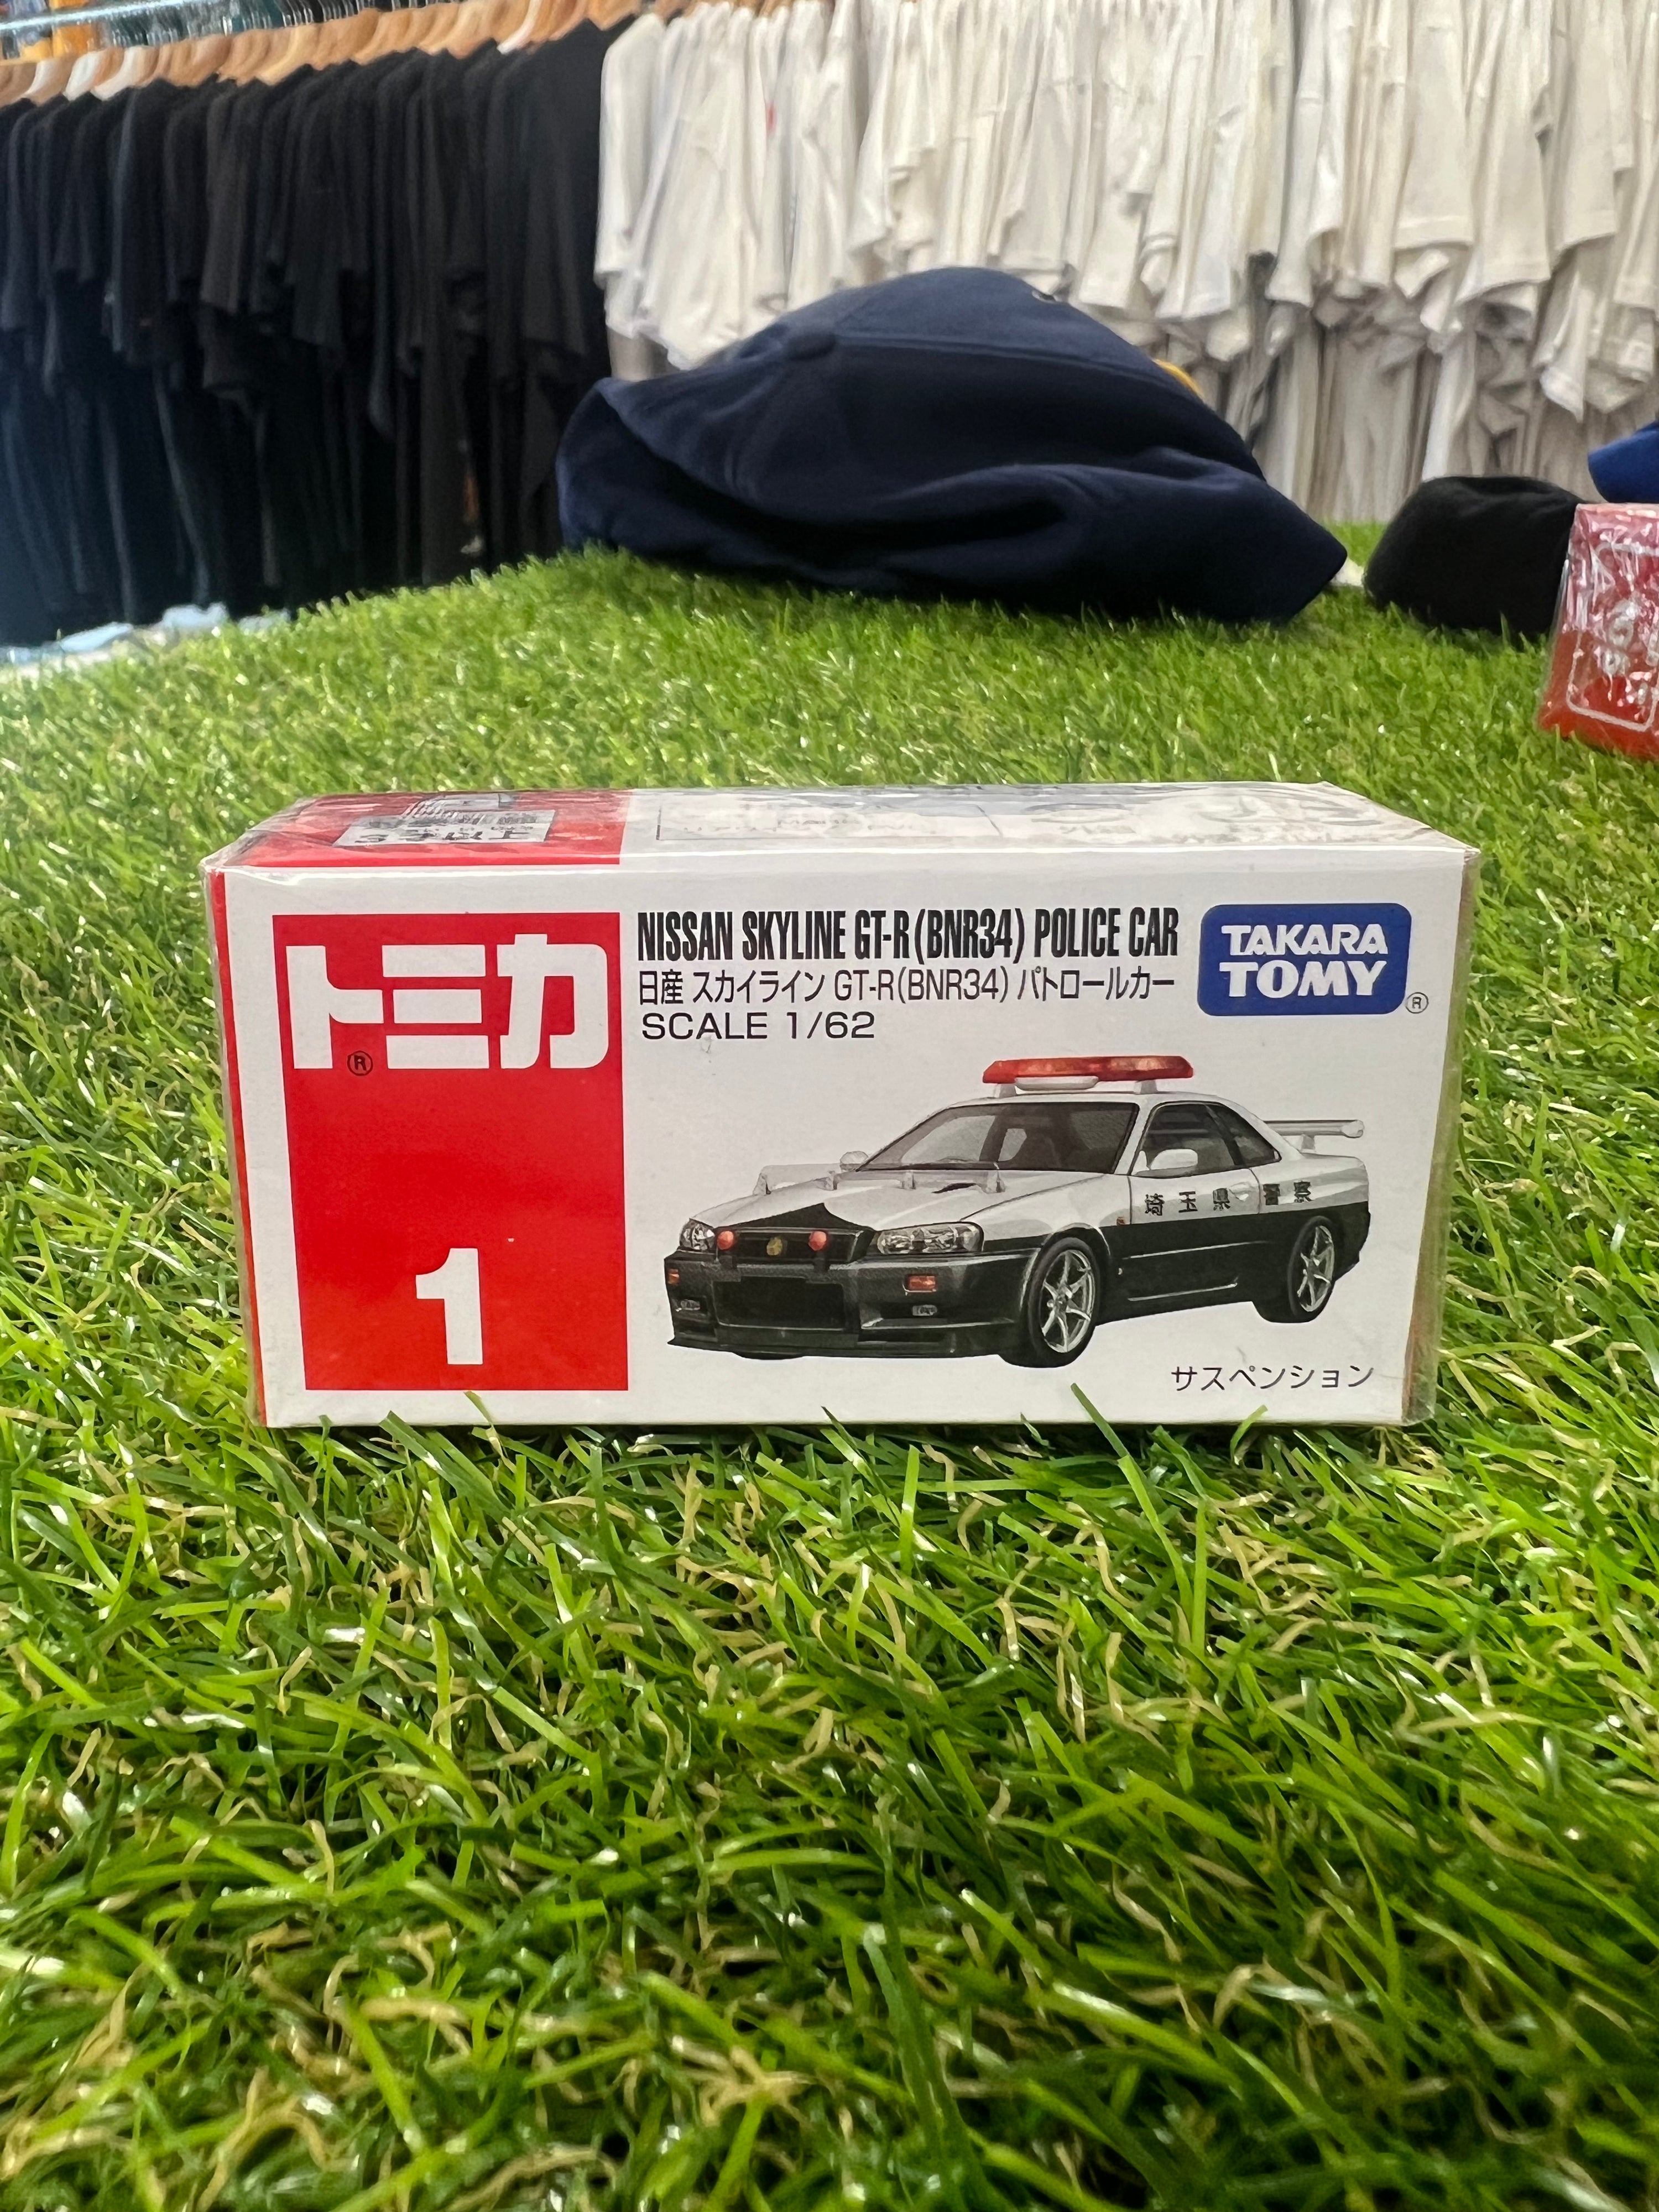 トミカ
®
1
NISSAN SKYLINE GT-R (BNR34) POLICE CAR
日産 スカイライン GT-R(BNR34) パトロールカー
SCALE 1/62
TAKARA
TOMY
®
埼玉県警察
サスペンション